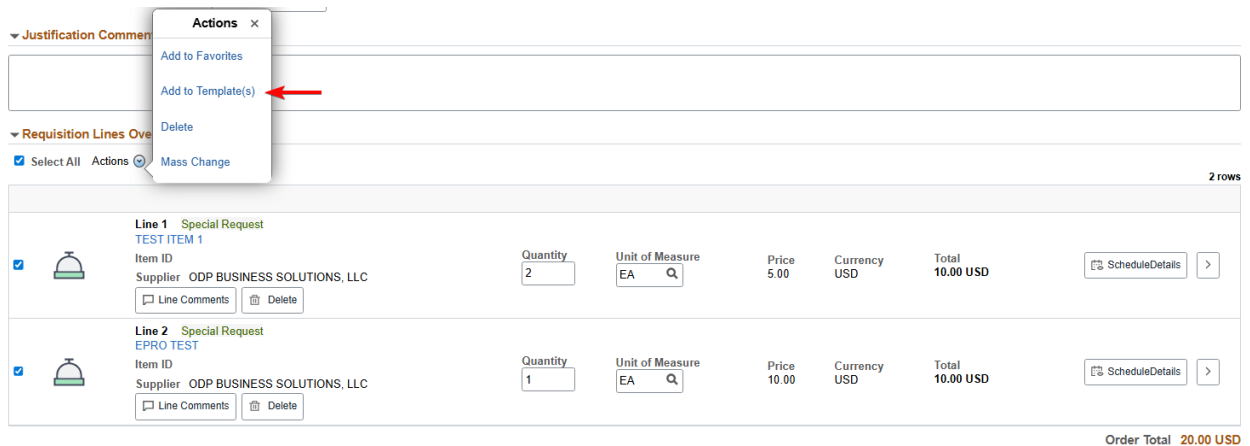 Actions ×
Justification Commen
Add to Favorites
Add to Template(s)
Delete
Requisition Lines Ove
Select All Actions
Mass Change
2 rows
Line 1 Special Request
TEST ITEM 1
Item ID
Supplier ODP BUSINESS SOLUTIONS, LLC
Line Comments Delete
Quantity
2
Unit of Measure
EA
Price
5.00
Currency
USD
Total
10.00 USD
ScheduleDetails >
Line 2 Special Request
EPRO TEST
Item ID
Supplier ODP BUSINESS SOLUTIONS, LLC
Line Comments Delete
Quantity
1
Unit of Measure
EA
Price
10.00
Currency
USD
Total
10.00 USD
ScheduleDetails >
Order Total 20.00 USD